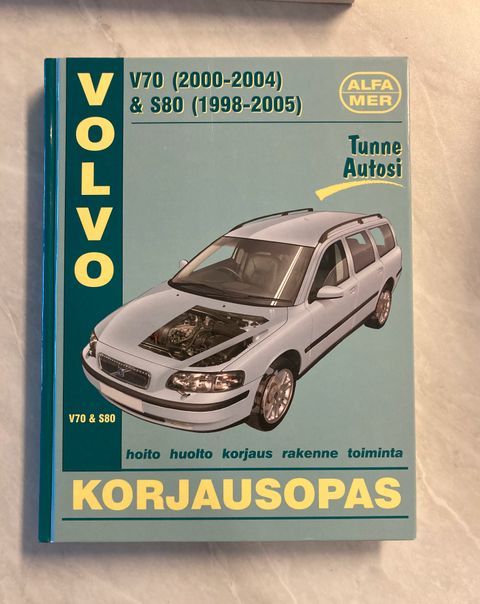 VOLVO
V70 (2000-2004)
& S80 (1998-2005)
ALFA
MER
Tunne
Autosi
V70 & S80
hoito huolto korjaus rakenne toiminta
KORJAUSOPAS